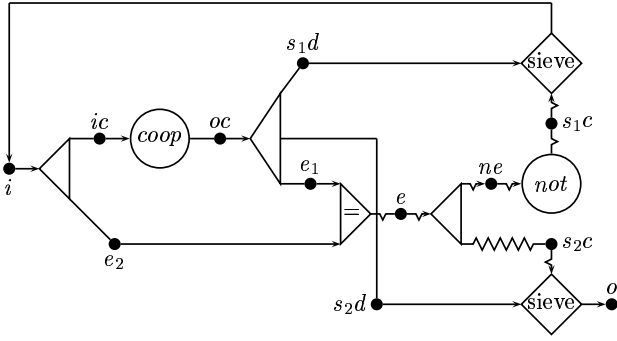 s₁d
sieve
ic
coop
oc
s₁c
i
e₁
ne
not
=
e
e₂
s₂c
s₂d
sieve
o